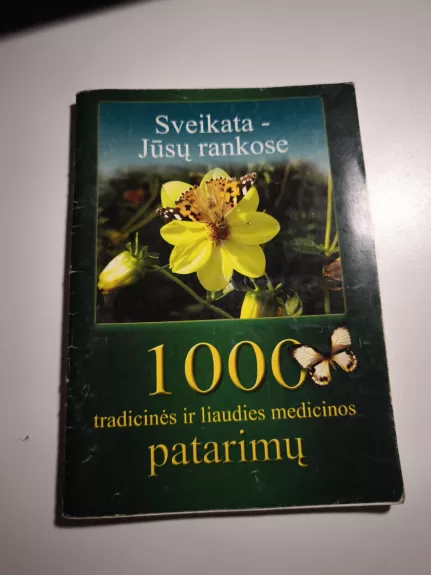 Sveikata -
Jūsų rankose
1000
tradicinės ir liaudies medicinos
patarimų